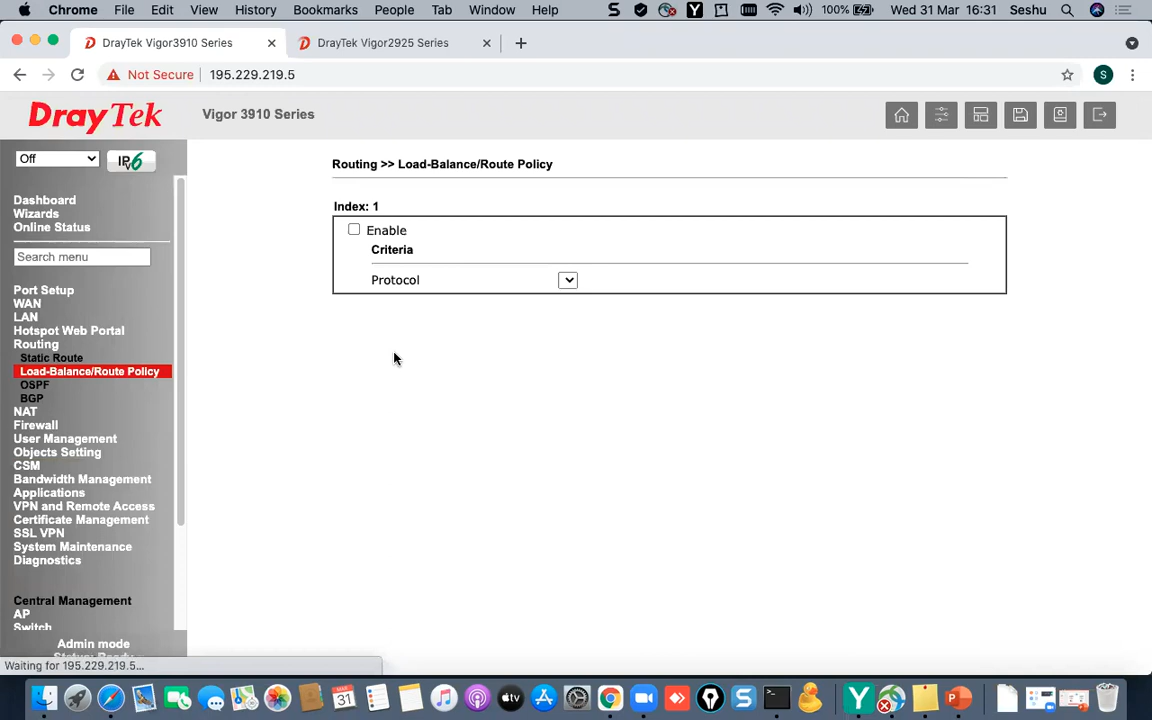 Chrome File Edit View History Bookmarks People Tab Window Help 100% Wed 31 Mar 16:31 Seshu
DrayTek Vigor3910 Series DrayTek Vigor2925 Series
Not Secure 195.229.219.5 S
DrayTek Vigor 3910 Series
Off IPv6
Dashboard
Wizards
Online Status
Search menu
Port Setup
WAN
LAN
Hotspot Web Portal
Routing
Static Route
Load-Balance/Route Policy
OSPF
BGP
NAT
Firewall
User Management
Objects Setting
CSM
Bandwidth Management
Applications
VPN and Remote Access
Certificate Management
SSL VPN
System Maintenance
Diagnostics
Central Management
AP
Switch
Admin mode
Status: Ready
Waiting for 195.229.219.5...
Routing >> Load-Balance/Route Policy
Index: 1
Enable
Criteria
Protocol